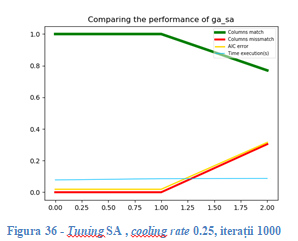 Comparing the performance of ga_sa
Columns match
Columns missmatch
AIC error
Time execution(s)
1.0
0.8
0.6
0.4
0.2
0.0
0.00 0.25 0.50 0.75 1.00 1.25 1.50 1.75 2.00
Figura 36 - Tuning SA , cooling rate 0.25, iterații 1000